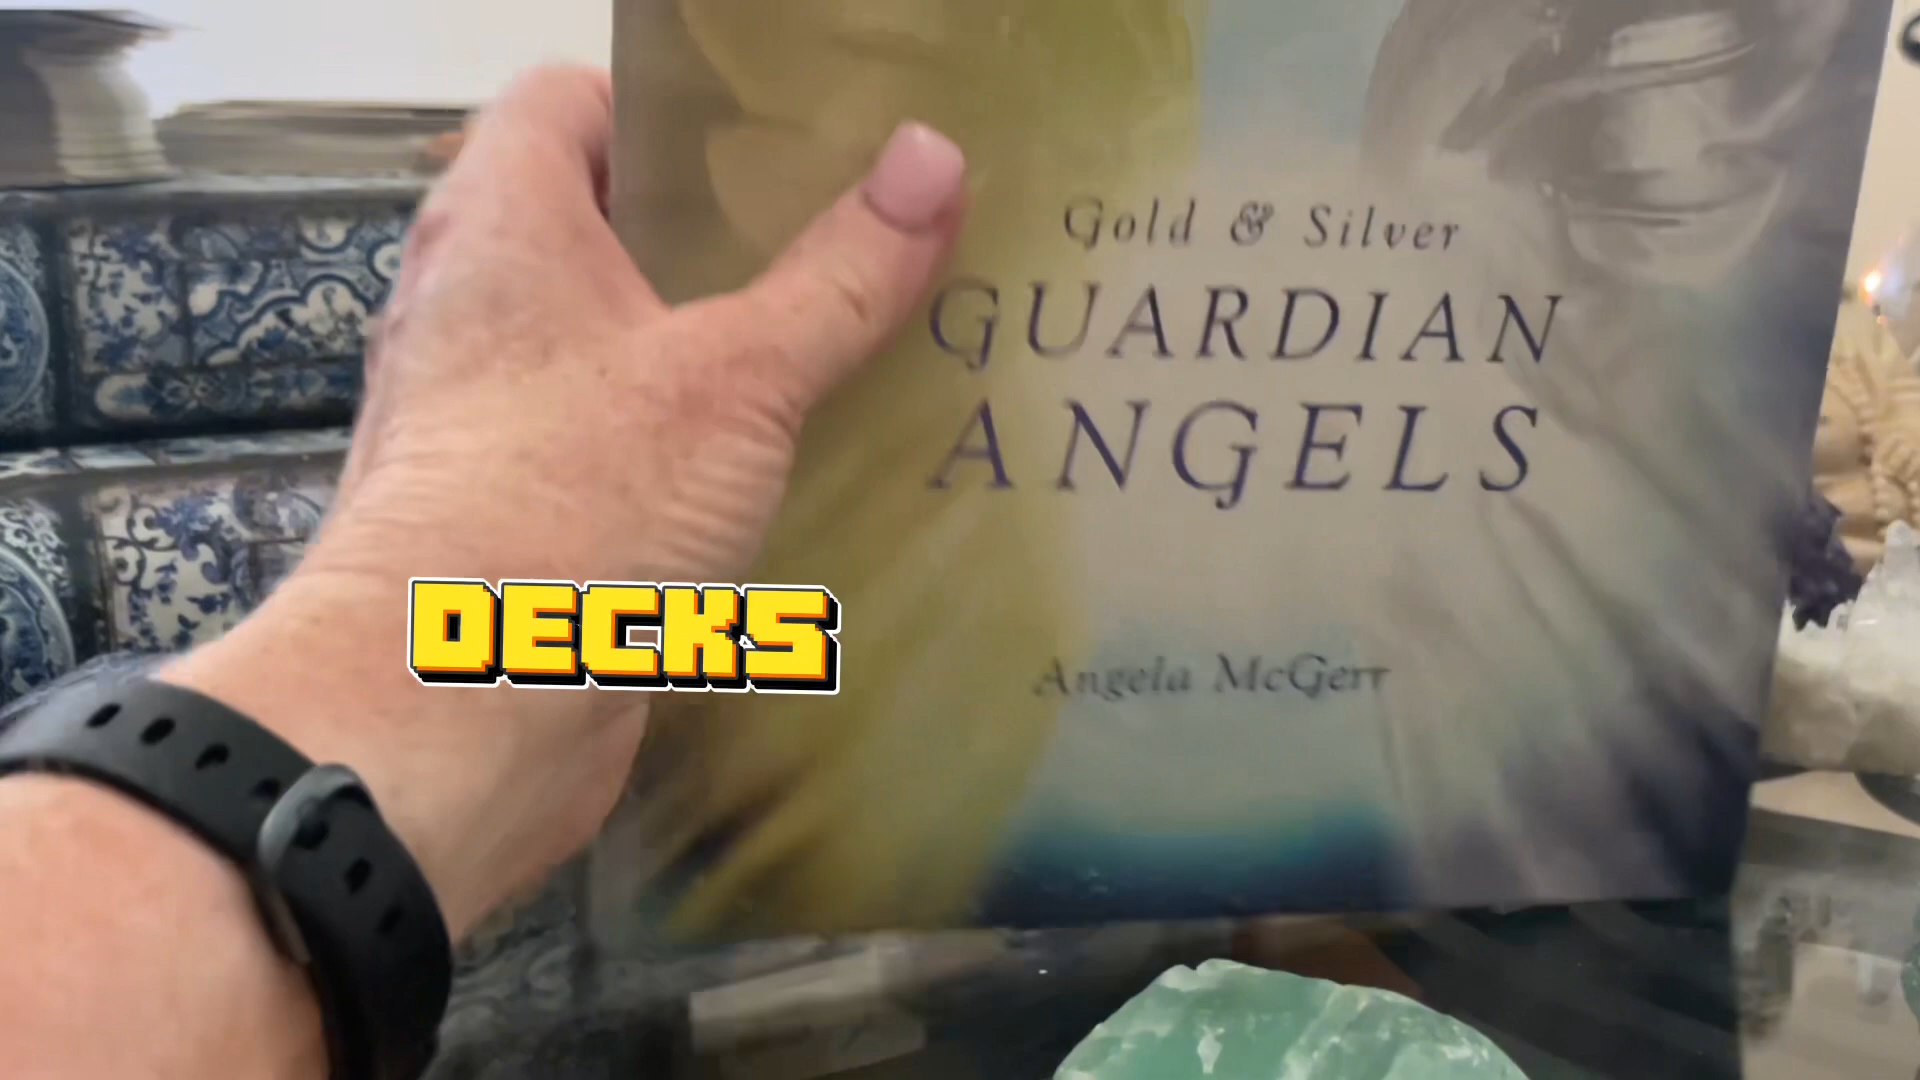 Gold & Silver
GUARDIAN
ANGELS
DECKS
Angela McGerr